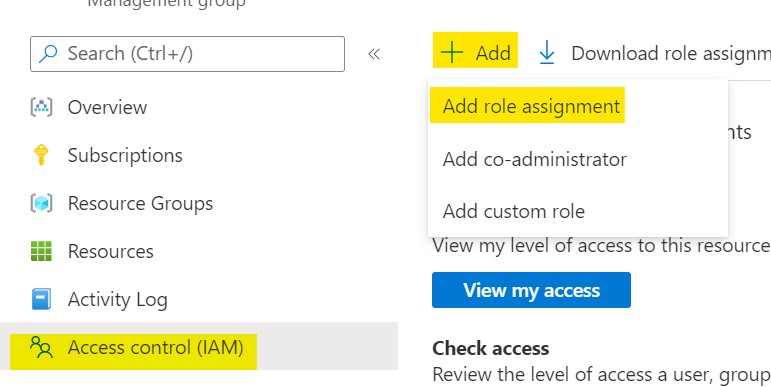 Management group
Search (Ctrl+/)
«
Overview
Subscriptions
Resource Groups
Resources
Activity Log
Access control (IAM)
+ Add
Download role assignm
Add role assignment
Add co-administrator
Add custom role
nts
View my level of access to this resource
View my access
Check access
Review the level of access a user, group